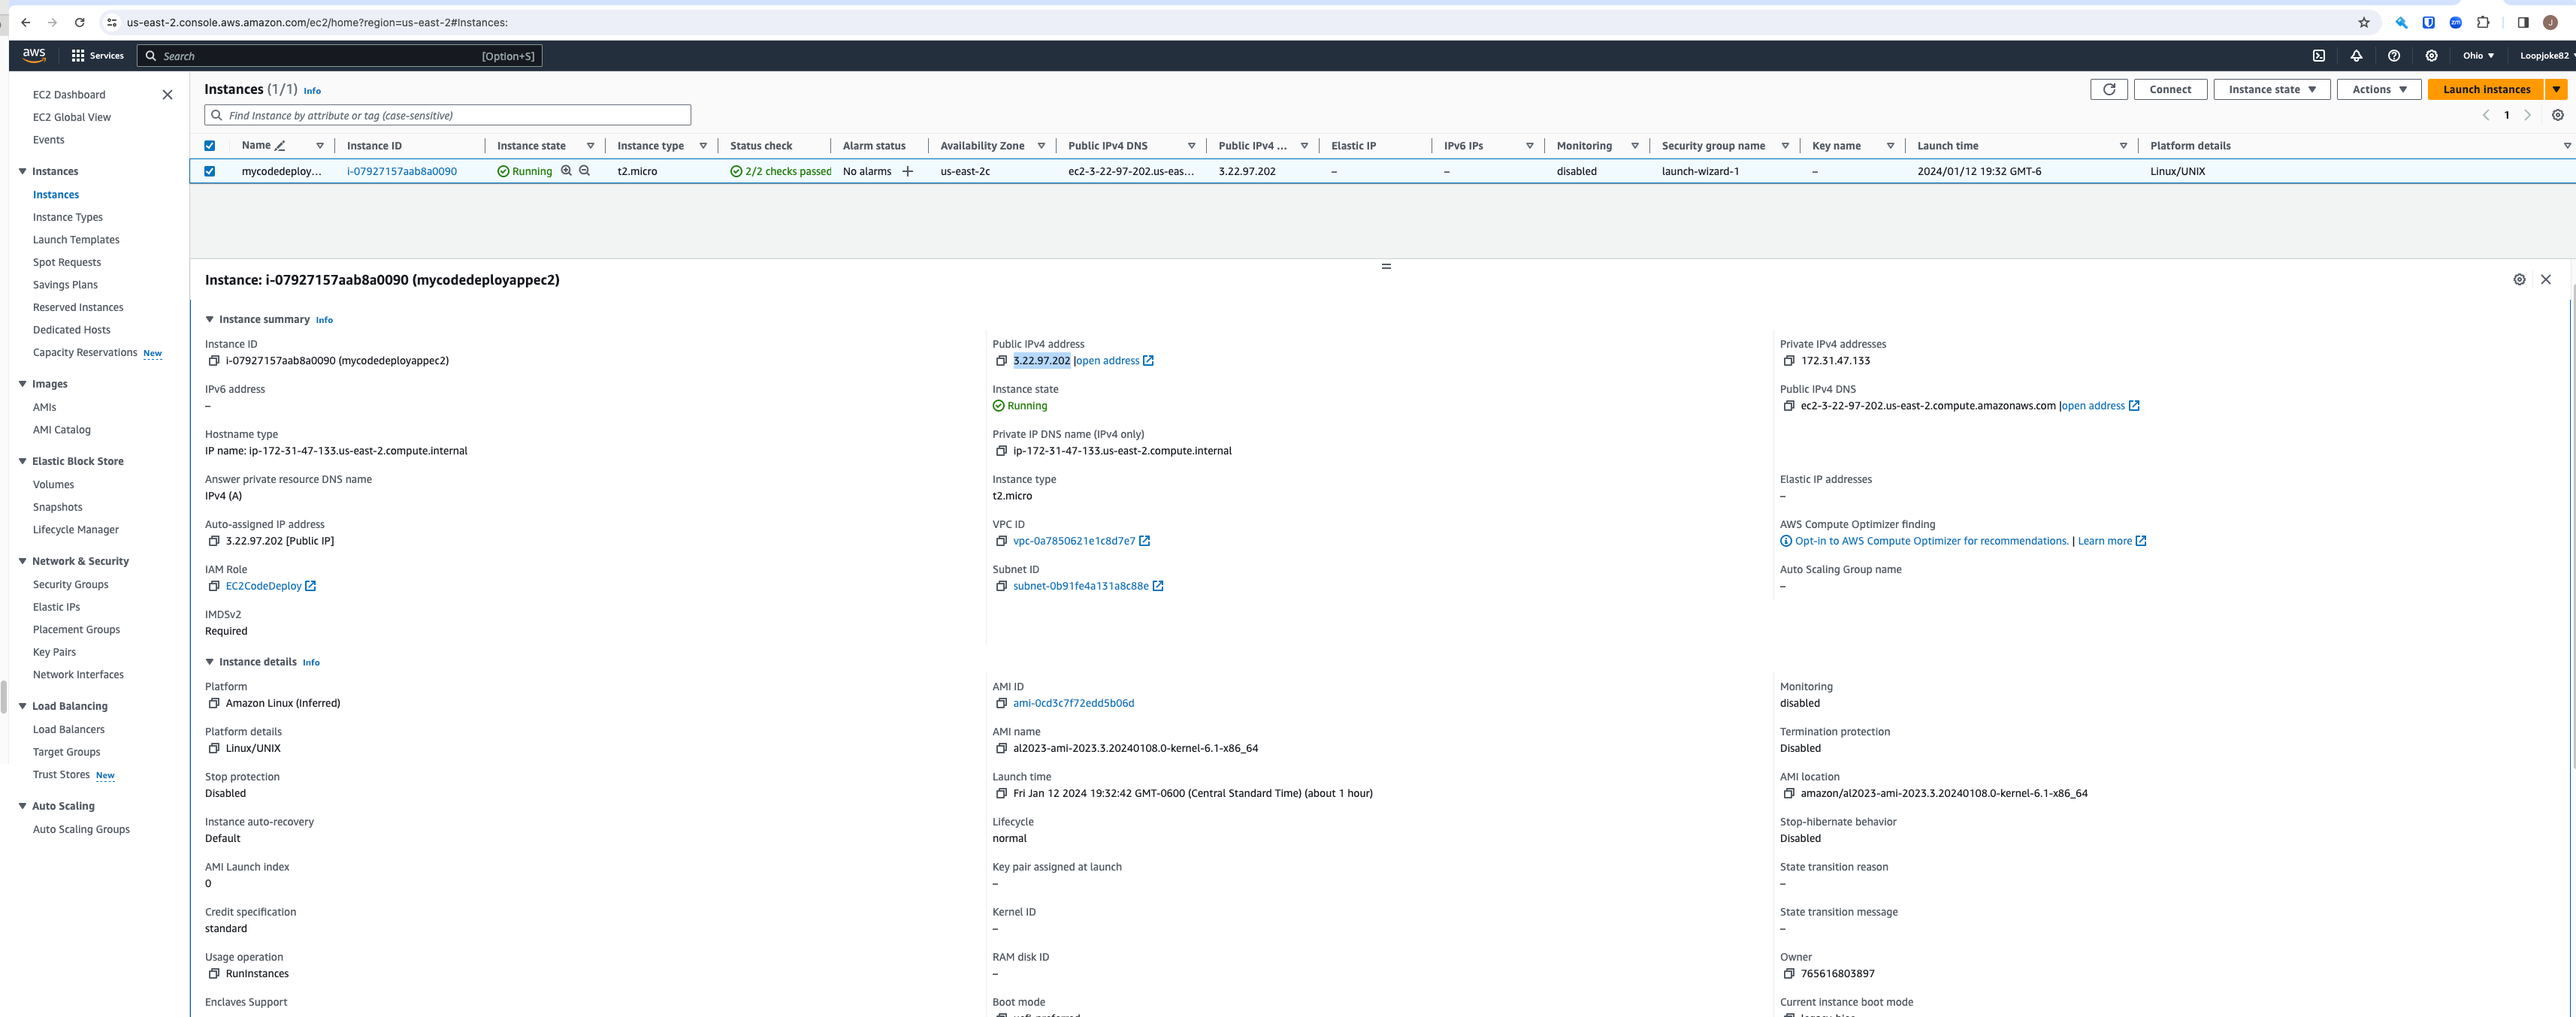 us-east-2.console.aws.amazon.com/ec2/home?region=us-east-2#Instances:
zm
J
aws
Services
Search
[Option+S]
Ohio
Loopjoke82
EC2 Dashboard
EC2 Global View
Events
Instances
Instances
Instance Types
Launch Templates
Spot Requests
Savings Plans
Reserved Instances
Dedicated Hosts
Capacity Reservations New
Images
AMIs
AMI Catalog
Elastic Block Store
Volumes
Snapshots
Lifecycle Manager
Network & Security
Security Groups
Elastic IPs
Placement Groups
Key Pairs
Network Interfaces
Load Balancing
Load Balancers
Target Groups
Trust Stores New
Auto Scaling
Auto Scaling Groups
Instances (1/1) Info
Connect
Instance state
Actions
Launch instances
Find Instance by attribute or tag (case-sensitive)
1
Name Instance ID Instance state Instance type Status check Alarm status Availability Zone Public IPv4 DNS Public IPv4 ... Elastic IP IPv6 IPs Monitoring Security group name Key name Launch time Platform details
mycodedeploy... i-07927157aab8a0090 Running t2.micro 2/2 checks passed No alarms us-east-2c ec2-3-22-97-202.us-eas... 3.22.97.202 – – disabled launch-wizard-1 – 2024/01/12 19:32 GMT-6 Linux/UNIX
Instance: i-07927157aab8a0090 (mycodedeployappec2)
Instance summary Info
Instance ID
i-07927157aab8a0090 (mycodedeployappec2)
Public IPv4 address
3.22.97.202 |open address
Private IPv4 addresses
172.31.47.133
IPv6 address
–
Instance state
Running
Public IPv4 DNS
ec2-3-22-97-202.us-east-2.compute.amazonaws.com |open address
Hostname type
IP name: ip-172-31-47-133.us-east-2.compute.internal
Private IP DNS name (IPv4 only)
ip-172-31-47-133.us-east-2.compute.internal
Answer private resource DNS name
IPv4 (A)
Instance type
t2.micro
Elastic IP addresses
–
Auto-assigned IP address
3.22.97.202 [Public IP]
VPC ID
vpc-0a7850621e1c8d7e7
AWS Compute Optimizer finding
Opt-in to AWS Compute Optimizer for recommendations. | Learn more
IAM Role
EC2CodeDeploy
Subnet ID
subnet-0b91fe4a131a8c88e
Auto Scaling Group name
–
IMDSv2
Required
Instance details Info
Platform
Amazon Linux (Inferred)
AMI ID
ami-0cd3c7f72edd5b06d
Monitoring
disabled
Platform details
Linux/UNIX
AMI name
al2023-ami-2023.3.20240108.0-kernel-6.1-x86_64
Termination protection
Disabled
Stop protection
Disabled
Launch time
Fri Jan 12 2024 19:32:42 GMT-0600 (Central Standard Time) (about 1 hour)
AMI location
amazon/al2023-ami-2023.3.20240108.0-kernel-6.1-x86_64
Instance auto-recovery
Default
Lifecycle
normal
Stop-hibernate behavior
Disabled
AMI Launch index
0
Key pair assigned at launch
–
State transition reason
–
Credit specification
standard
Kernel ID
–
State transition message
–
Usage operation
RunInstances
RAM disk ID
–
Owner
765616803897
Enclaves Support
Boot mode
Current instance boot mode